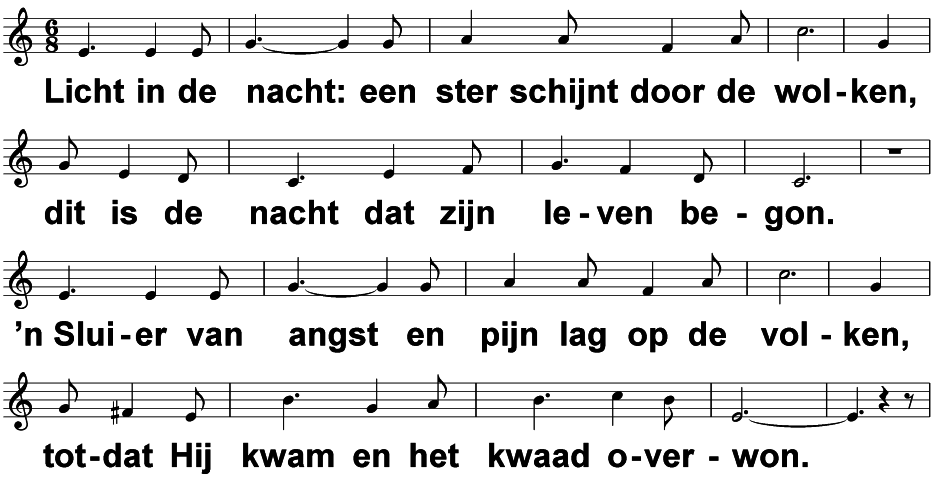 Licht in de nacht: een ster schijnt door de wol-ken,
dit is de nacht dat zijn le-ven be-gon.
’n Slui-er van angst en pijn lag op de vol-ken,
tot-dat Hij kwam en het kwaad o-ver-won.